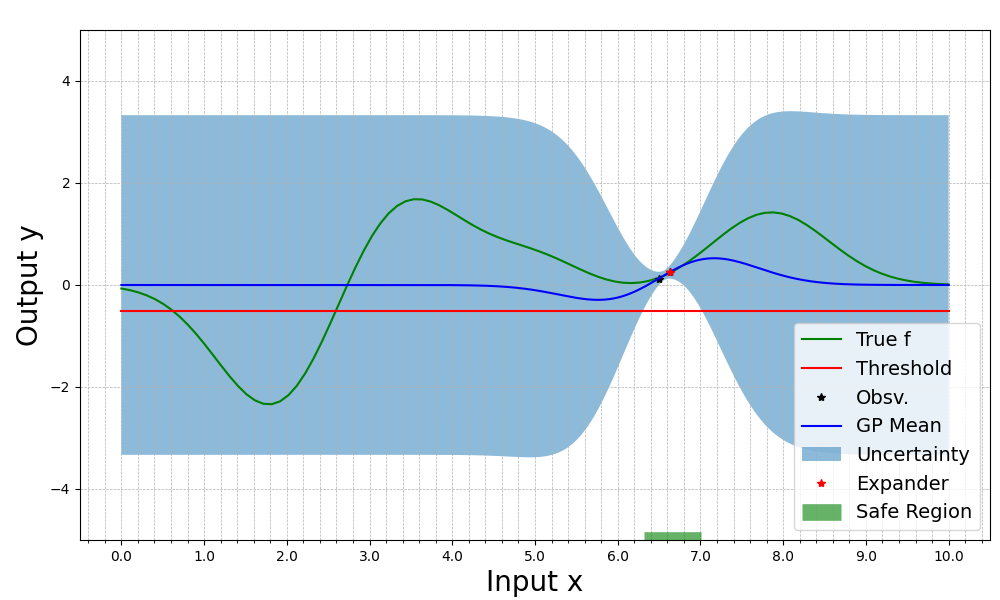 4
2
0
−2
−4
Output y
0.0 1.0 2.0 3.0 4.0 5.0 6.0 7.0 8.0 9.0 10.0
Input x
True f
Threshold
Obsv.
GP Mean
Uncertainty
Expander
Safe Region